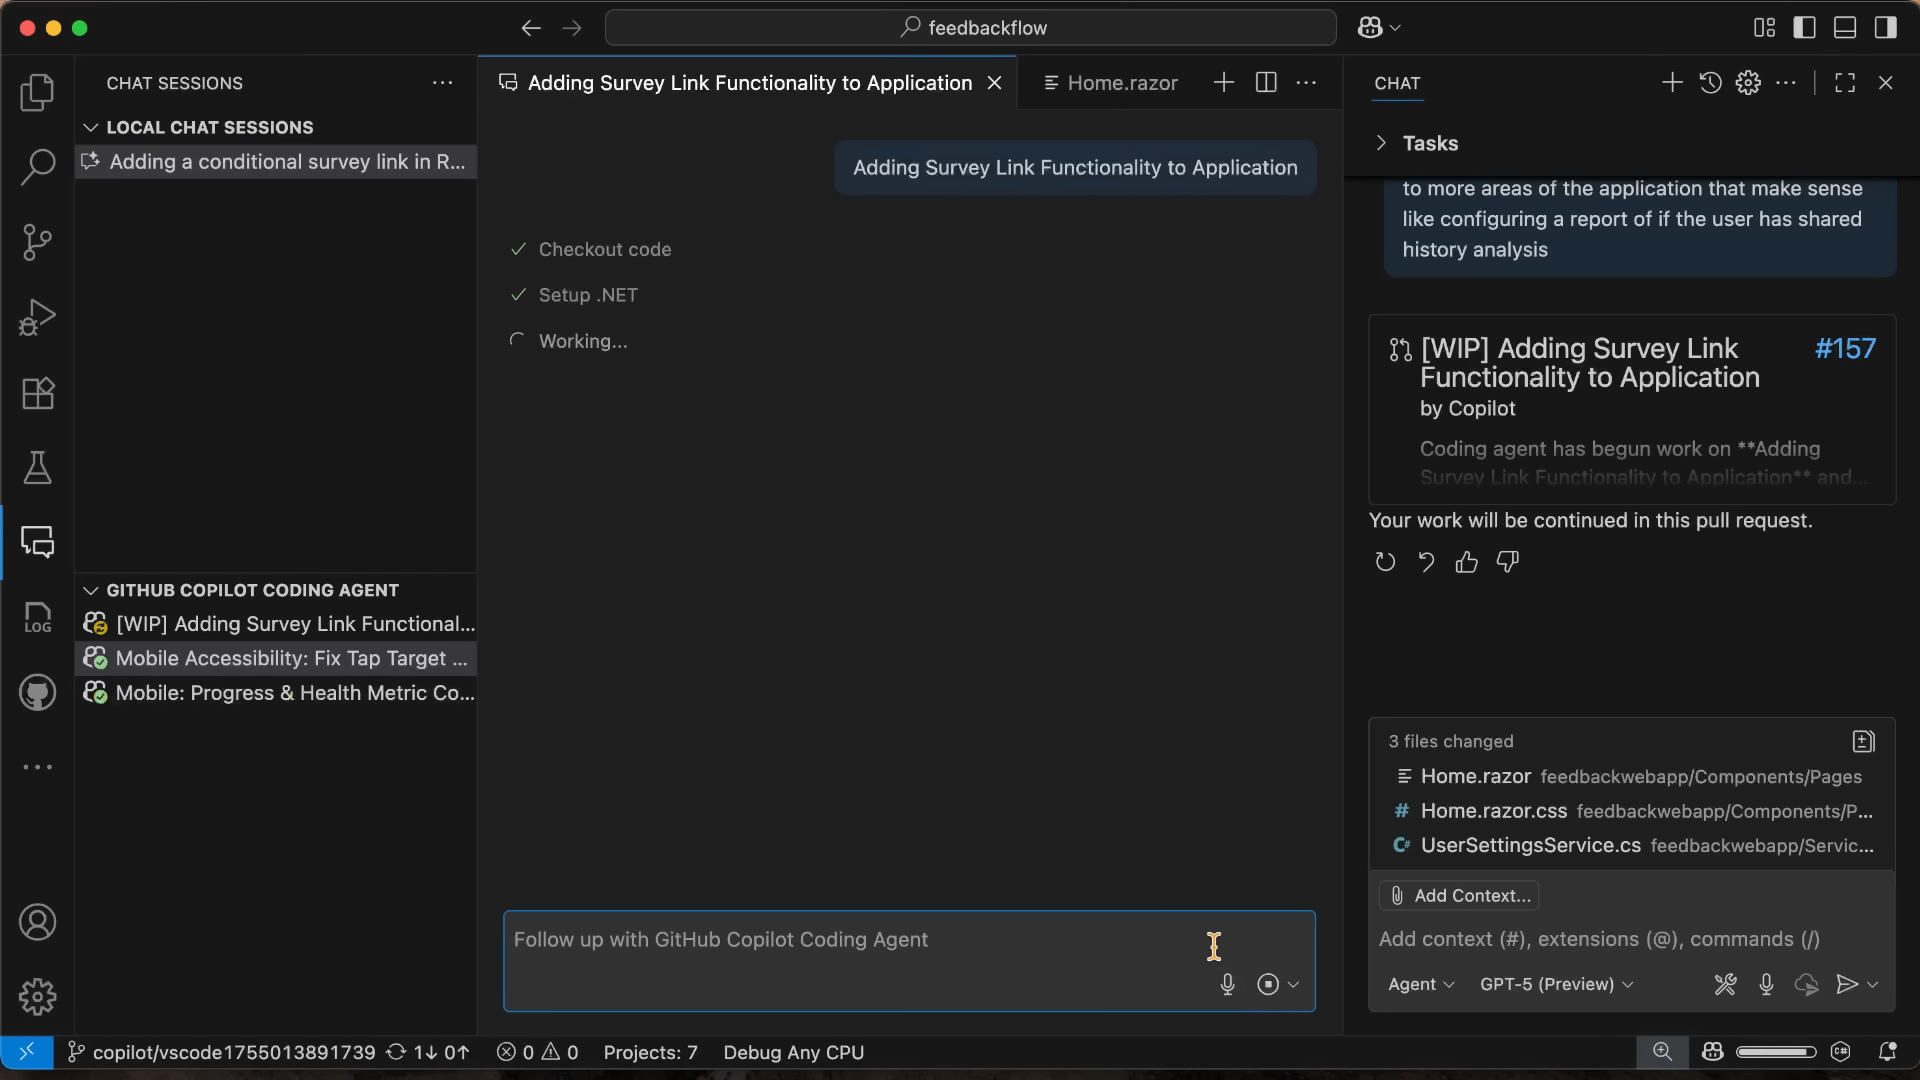 feedbackflow
CHAT SESSIONS
LOCAL CHAT SESSIONS
Adding a conditional survey link in R...
GITHUB COPILOT CODING AGENT
[WIP] Adding Survey Link Functional...
Mobile Accessibility: Fix Tap Target ...
Mobile: Progress & Health Metric Co...
LOG
Adding Survey Link Functionality to Application
Home.razor
Adding Survey Link Functionality to Application
Checkout code
Setup .NET
Working...
Follow up with GitHub Copilot Coding Agent
CHAT
Tasks
to more areas of the application that make sense
like configuring a report of if the user has shared
history analysis
[WIP] Adding Survey Link
Functionality to Application
#157
by Copilot
Coding agent has begun work on **Adding
Survey Link Functionality to Application** and...
Your work will be continued in this pull request.
3 files changed
Home.razor feedbackwebapp/Components/Pages
# Home.razor.css feedbackwebapp/Components/P...
C# UserSettingsService.cs feedbackwebapp/Servic...
Add Context...
Add context (#), extensions (@), commands (/)
Agent GPT-5 (Preview)
copilot/vscode1755013891739 1↓ 0↑ 0 0 Projects: 7 Debug Any CPU